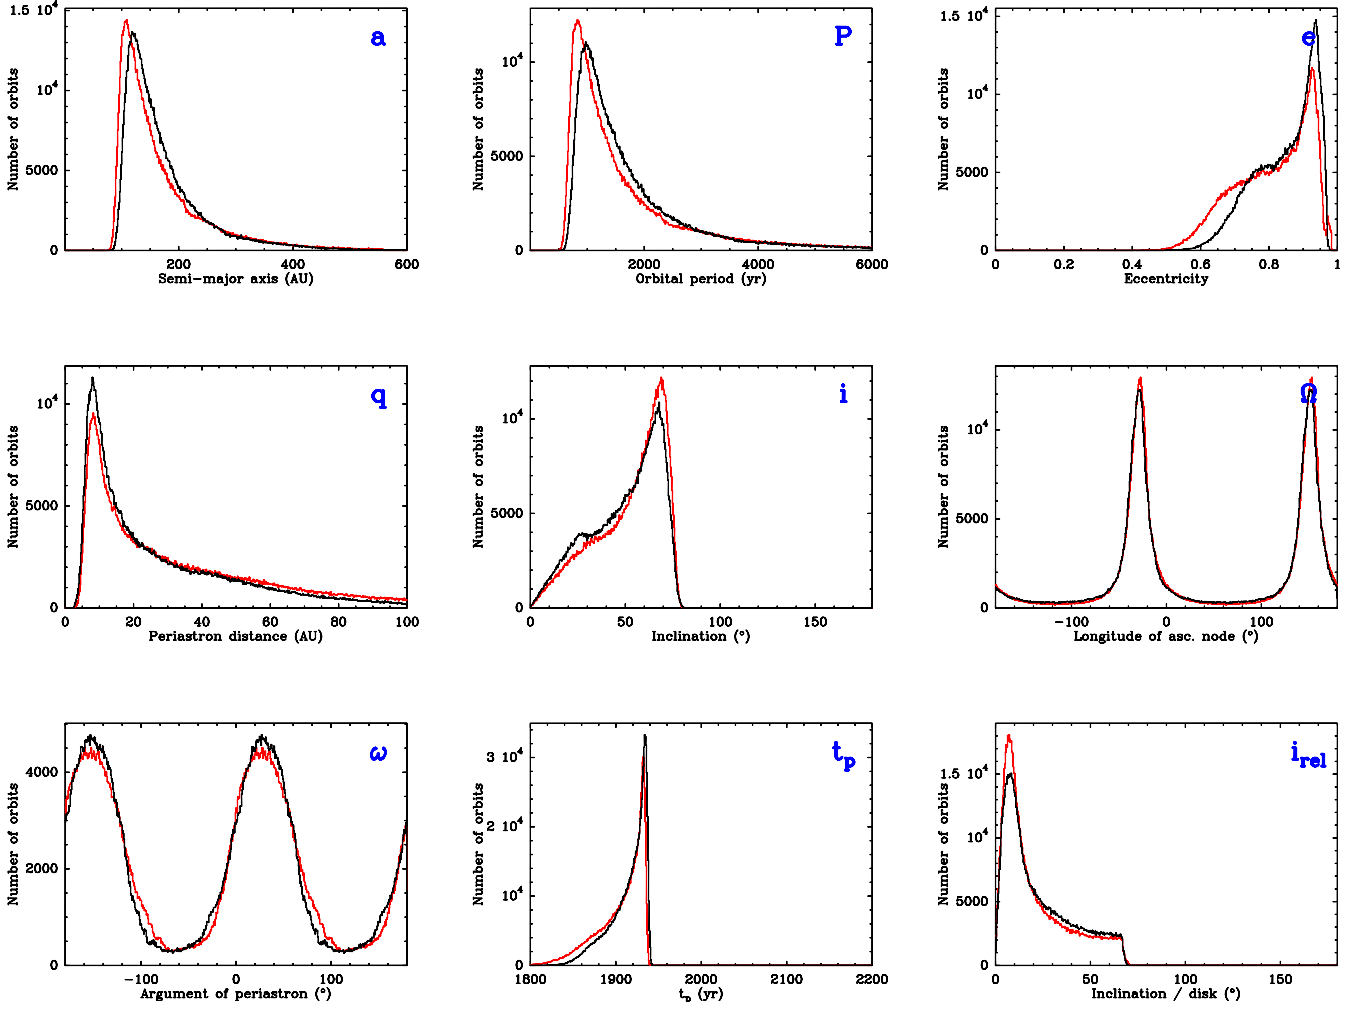 a
Number of orbits
1.5 10⁴
10⁴
5000
0
200
400
600
Semi−major axis (AU)
P
Number of orbits
10⁴
5000
0
0
2000
4000
6000
Orbital period (yr)
e
Number of orbits
1.5 10⁴
10⁴
5000
0
0
0.2
0.4
0.6
0.8
1
Eccentricity
q
Number of orbits
10⁴
5000
0
0
20
40
60
80
100
Periastron distance (AU)
i
Number of orbits
10⁴
5000
0
0
50
100
150
Inclination (°)
Ω
Number of orbits
10⁴
5000
0
−100
0
100
Longitude of asc. node (°)
ω
Number of orbits
4000
2000
0
−100
0
100
Argument of periastron (°)
tp
Number of orbits
3 10⁴
2 10⁴
10⁴
0
1800
1900
2000
2100
2200
tp (yr)
irel
Number of orbits
1.5 10⁴
10⁴
5000
0
0
50
100
150
Inclination / disk (°)